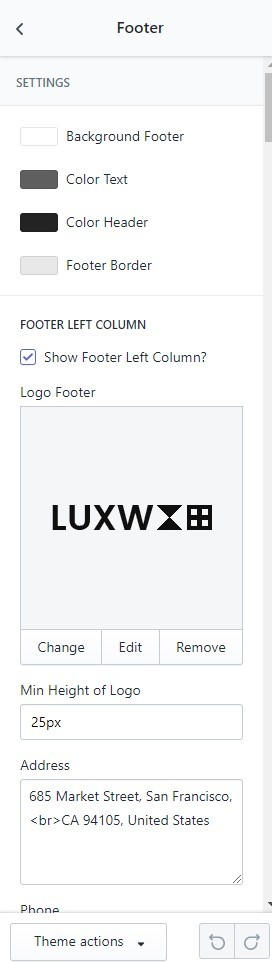 Footer
SETTINGS
Background Footer
Color Text
Color Header
Footer Border
FOOTER LEFT COLUMN
Show Footer Left Column?
Logo Footer
LUXW
Change Edit Remove
Min Height of Logo
25px
Address
685 Market Street, San Francisco,
<br>CA 94105, United States
Phone
Theme actions